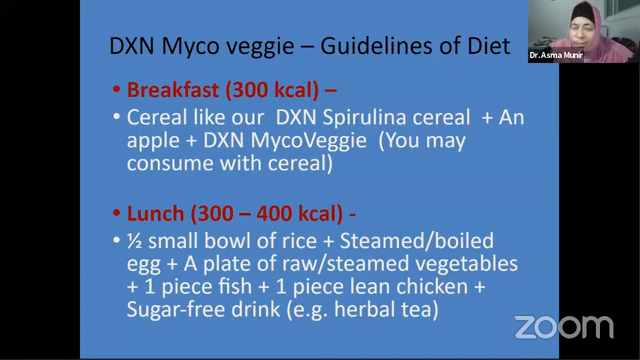 DXN Myco veggie – Guidelines of Diet
Dr.Asma Munir
• Breakfast (300 kcal) –
• Cereal like our DXN Spirulina cereal + An
apple + DXN MycoVeggie (You may
consume with cereal)
• Lunch (300 – 400 kcal) -
• ½ small bowl of rice + Steamed/boiled
egg + A plate of raw/steamed vegetables
+ 1 piece fish + 1 piece lean chicken +
Sugar-free drink (e.g. herbal tea)
zoom